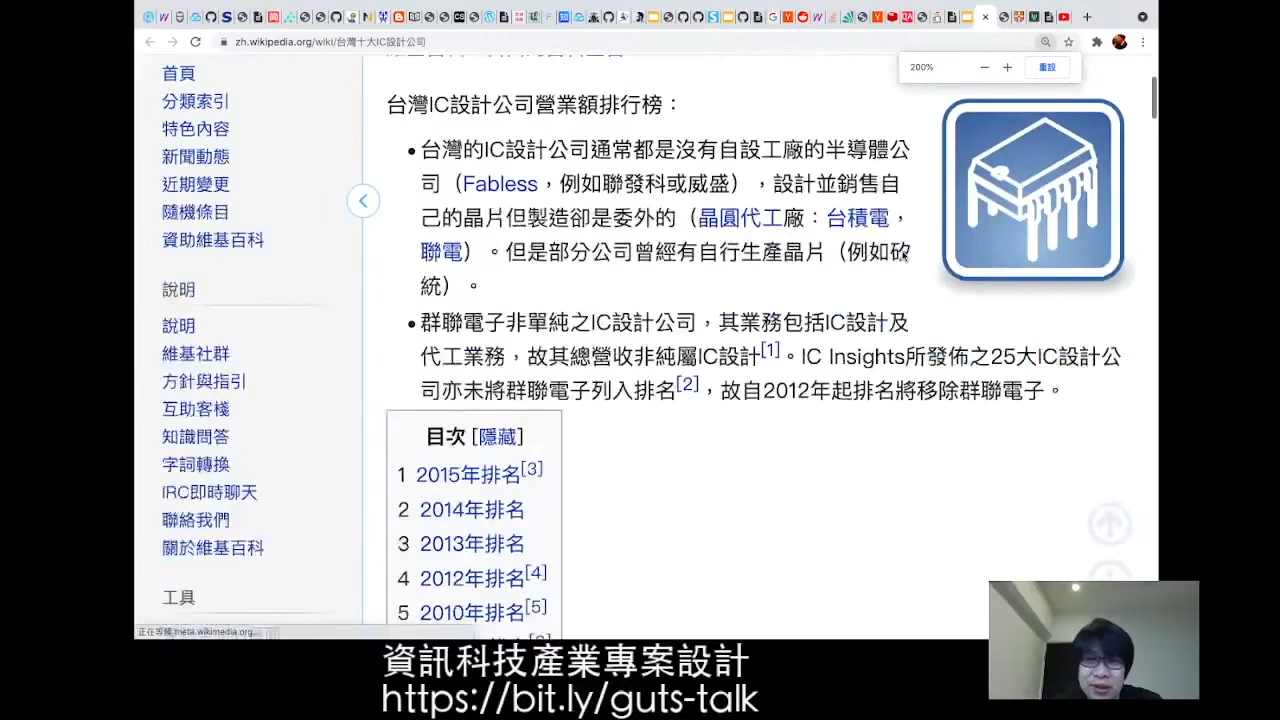 zh.wikipedia.org/wiki/台灣十大IC設計公司
200%
重設
首頁
分類索引
特色內容
新聞動態
近期變更
隨機條目
資助維基百科
說明
說明
維基社群
方針與指引
互助客棧
知識問答
字詞轉換
IRC即時聊天
聯絡我們
關於維基百科
工具
台灣IC設計公司營業額排行榜：
台灣的IC設計公司通常都是沒有自設工廠的半導體公
司（Fabless，例如聯發科或威盛），設計並銷售自
己的晶片但製造卻是委外的（晶圓代工廠：台積電，
聯電）。但是部分公司曾經有自行生產晶片（例如矽
統）。
群聯電子非單純之IC設計公司，其業務包括IC設計及
代工業務，故其總營收非純屬IC設計[1]。IC Insights所發佈之25大IC設計公
司亦未將群聯電子列入排名[2]，故自2012年起排名將移除群聯電子。
目次 [隱藏]
1 2015年排名[3]
2 2014年排名
3 2013年排名
4 2012年排名[4]
5 2010年排名[5]
正在等候 meta.wikimedia.org...
資訊科技產業專案設計
https://bit.ly/guts-talk